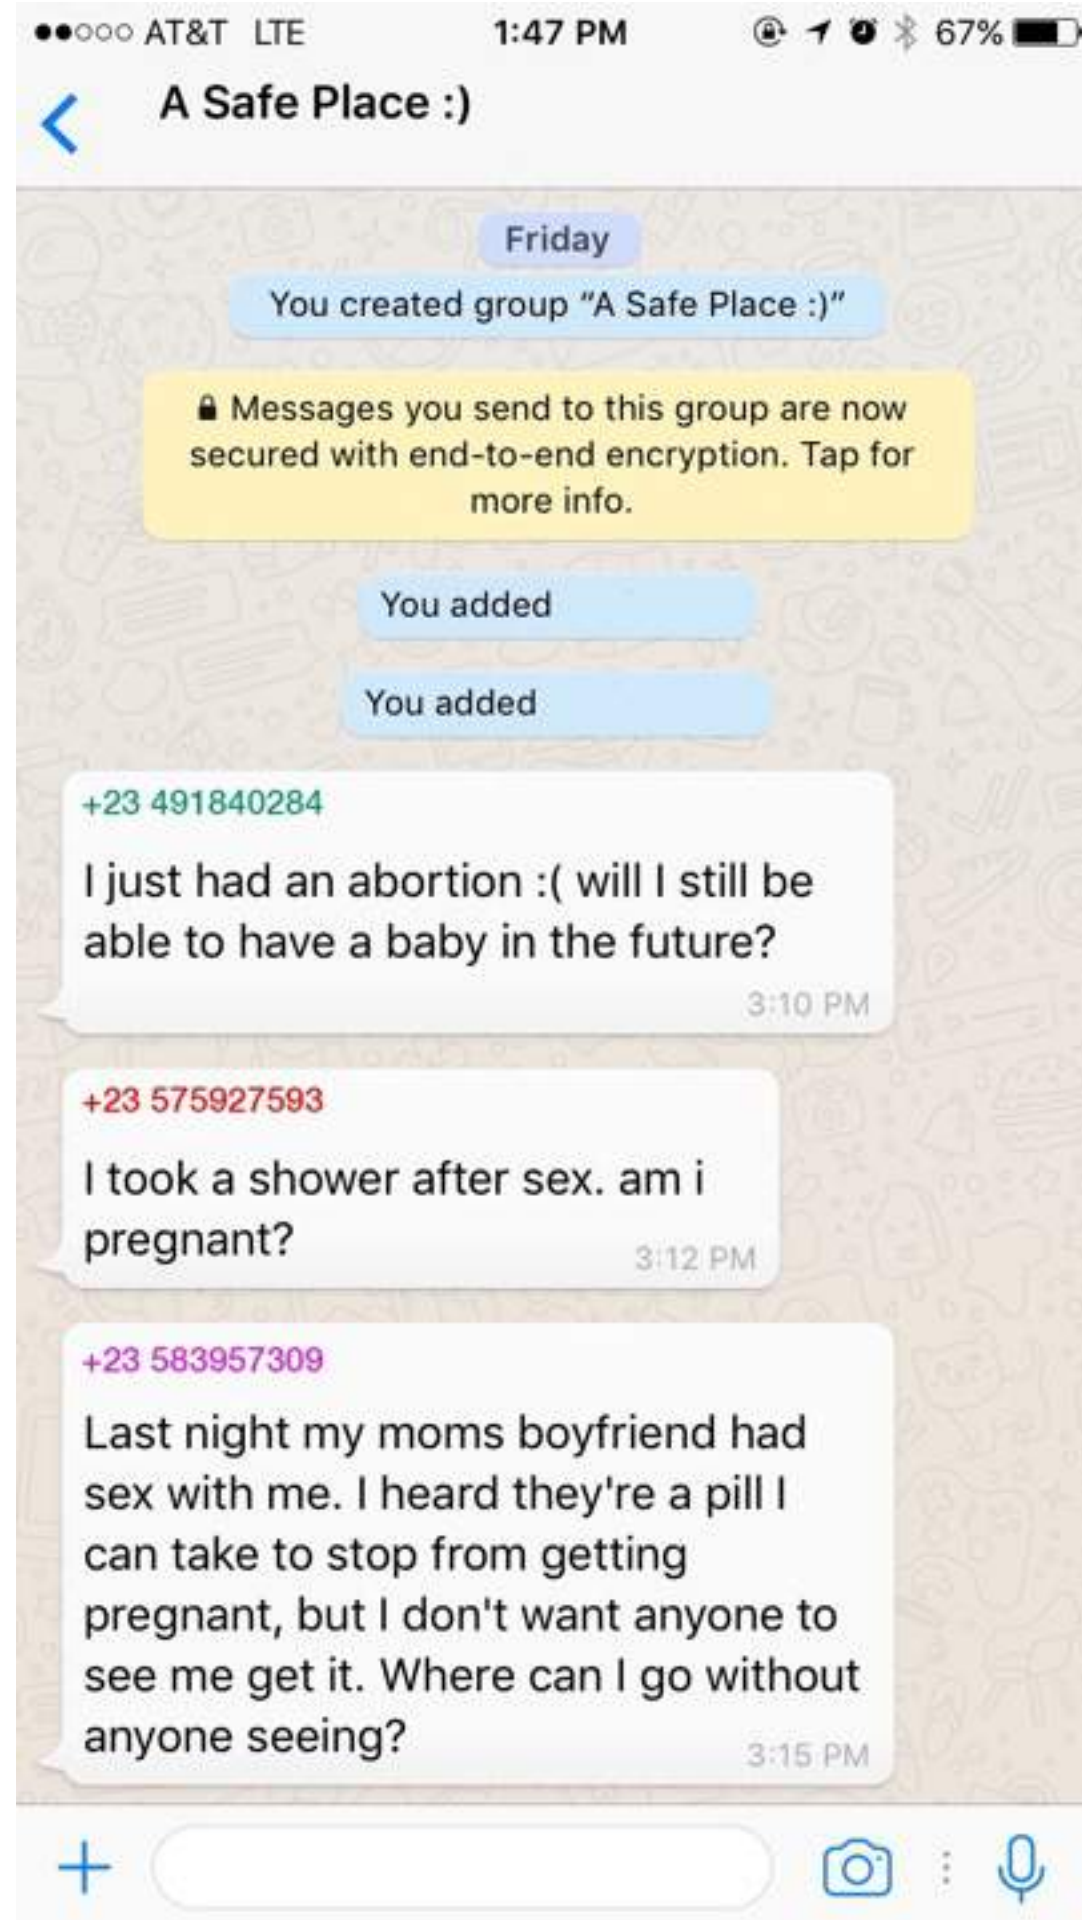 AT&T LTE 1:47 PM 67%
A Safe Place :)
Friday
You created group "A Safe Place :)"
Messages you send to this group are now
secured with end-to-end encryption. Tap for
more info.
You added
You added
+23 491840284
I just had an abortion :( will I still be
able to have a baby in the future?
3:10 PM
+23 575927593
I took a shower after sex. am i
pregnant?
3:12 PM
+23 583957309
Last night my moms boyfriend had
sex with me. I heard they're a pill I
can take to stop from getting
pregnant, but I don't want anyone to
see me get it. Where can I go without
anyone seeing?
3:15 PM